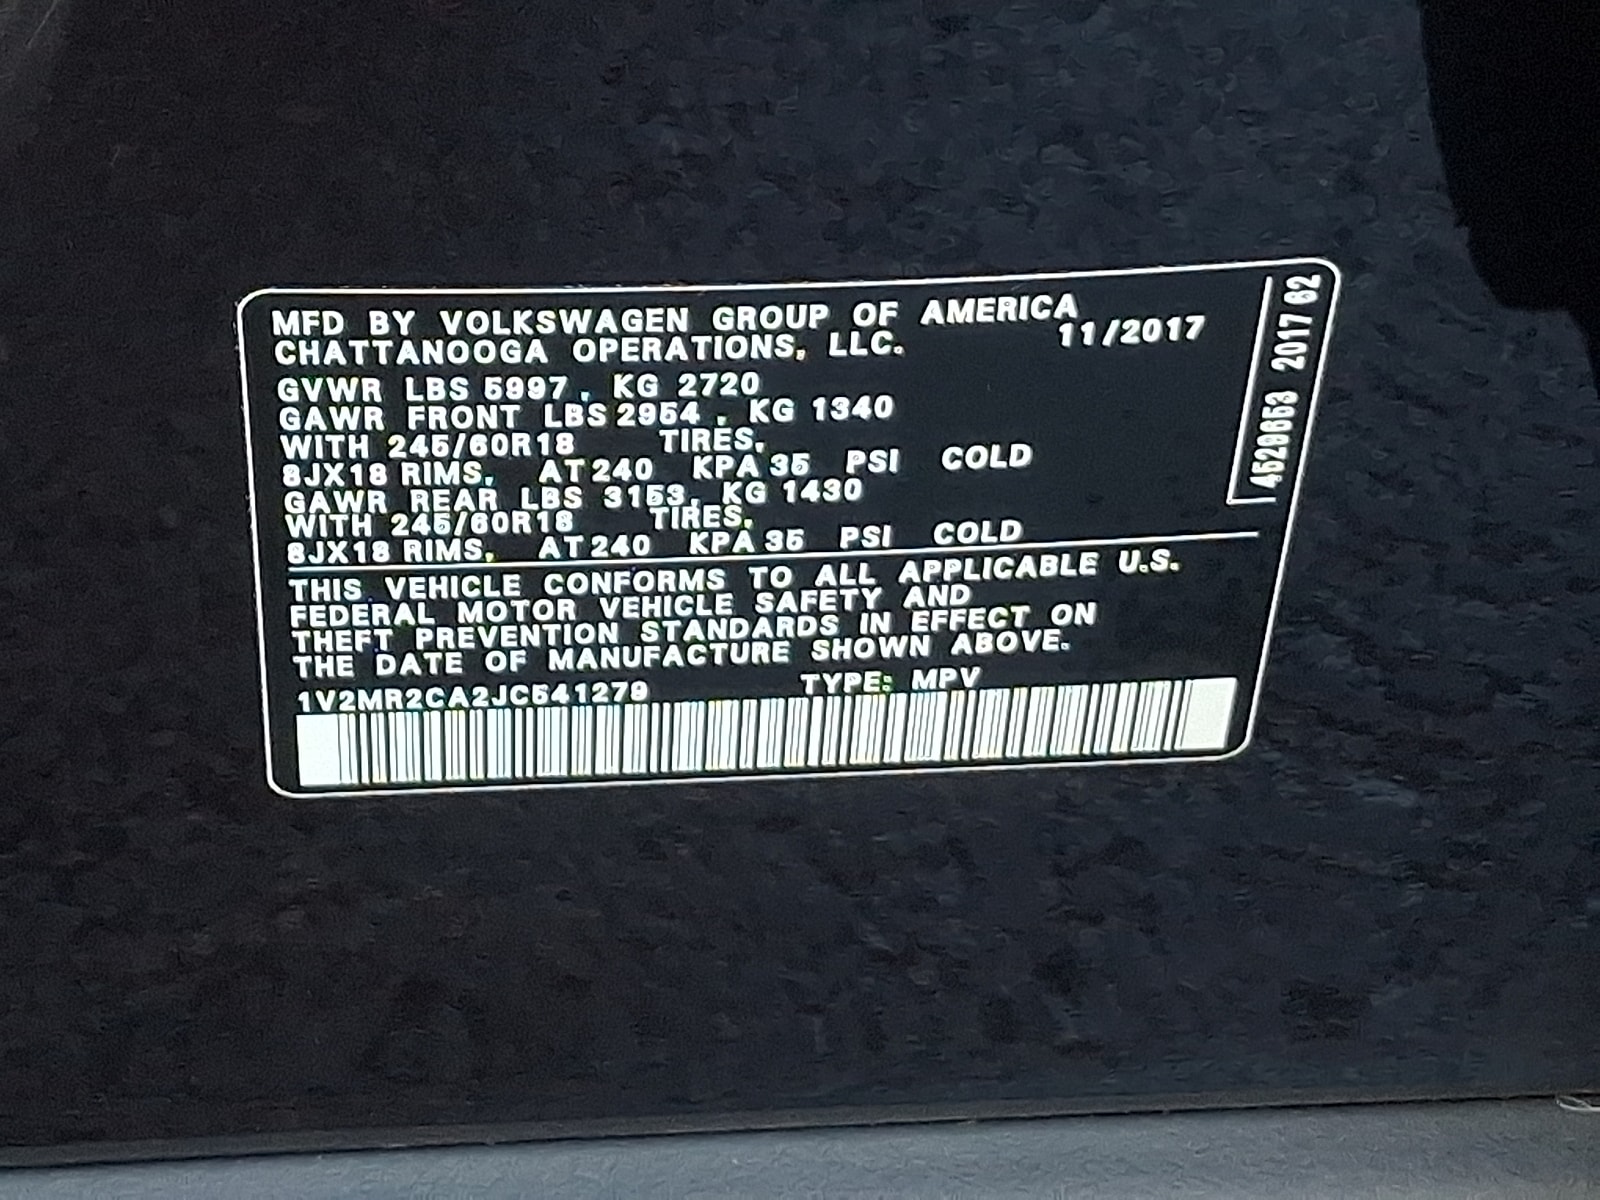 MFD BY VOLKSWAGEN GROUP OF AMERICA
CHATTANOOGA OPERATIONS, LLC. 11/2017
GVWR LBS 5997 , KG 2720
GAWR FRONT LBS 2954 , KG 1340
WITH 245/60R18 TIRES,
8JX18 RIMS, AT 240 KPA 35 PSI COLD
GAWR REAR LBS 3153, KG 1430
WITH 245/60R18 TIRES,
8JX18 RIMS, AT 240 KPA 35 PSI COLD
THIS VEHICLE CONFORMS TO ALL APPLICABLE U.S.
FEDERAL MOTOR VEHICLE SAFETY AND
THEFT PREVENTION STANDARDS IN EFFECT ON
THE DATE OF MANUFACTURE SHOWN ABOVE.
1V2MR2CA2JC541279 TYPE: MPV
2017 62